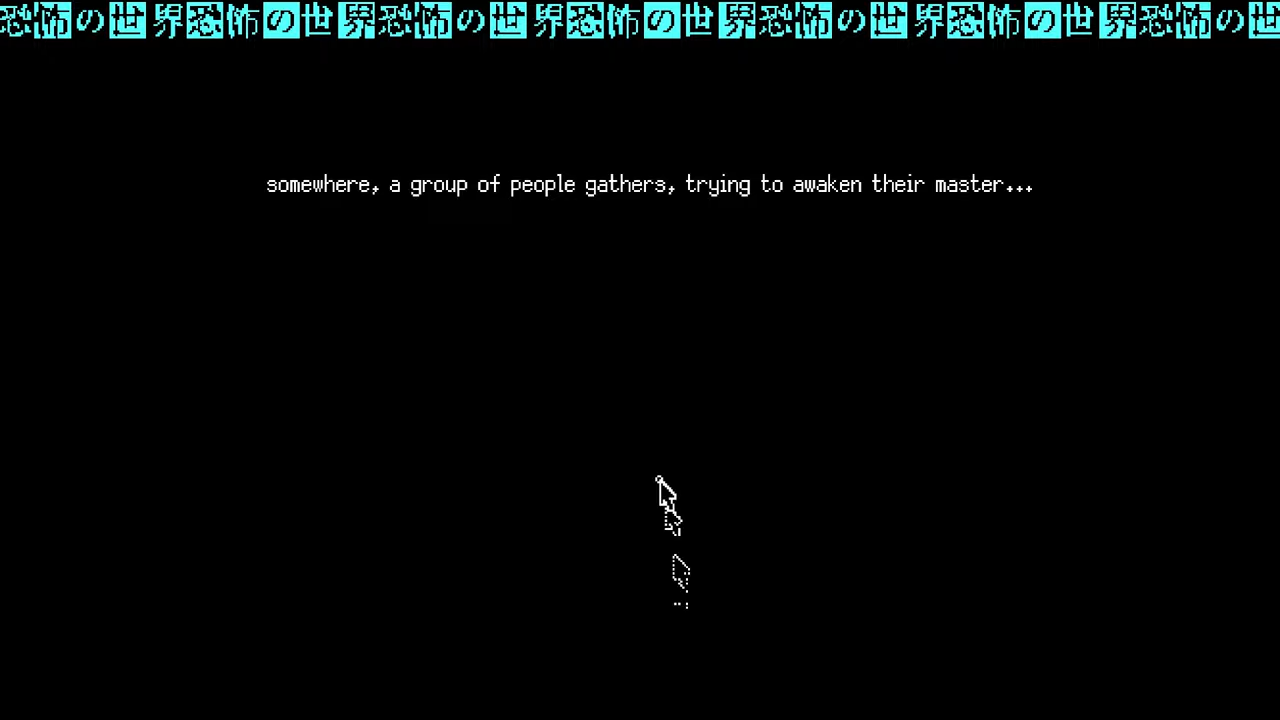 恐怖の世界恐怖の世界恐怖の世界恐怖の世界恐怖の世界恐怖の世界恐怖の世
somewhere, a group of people gathers, trying to awaken their master...